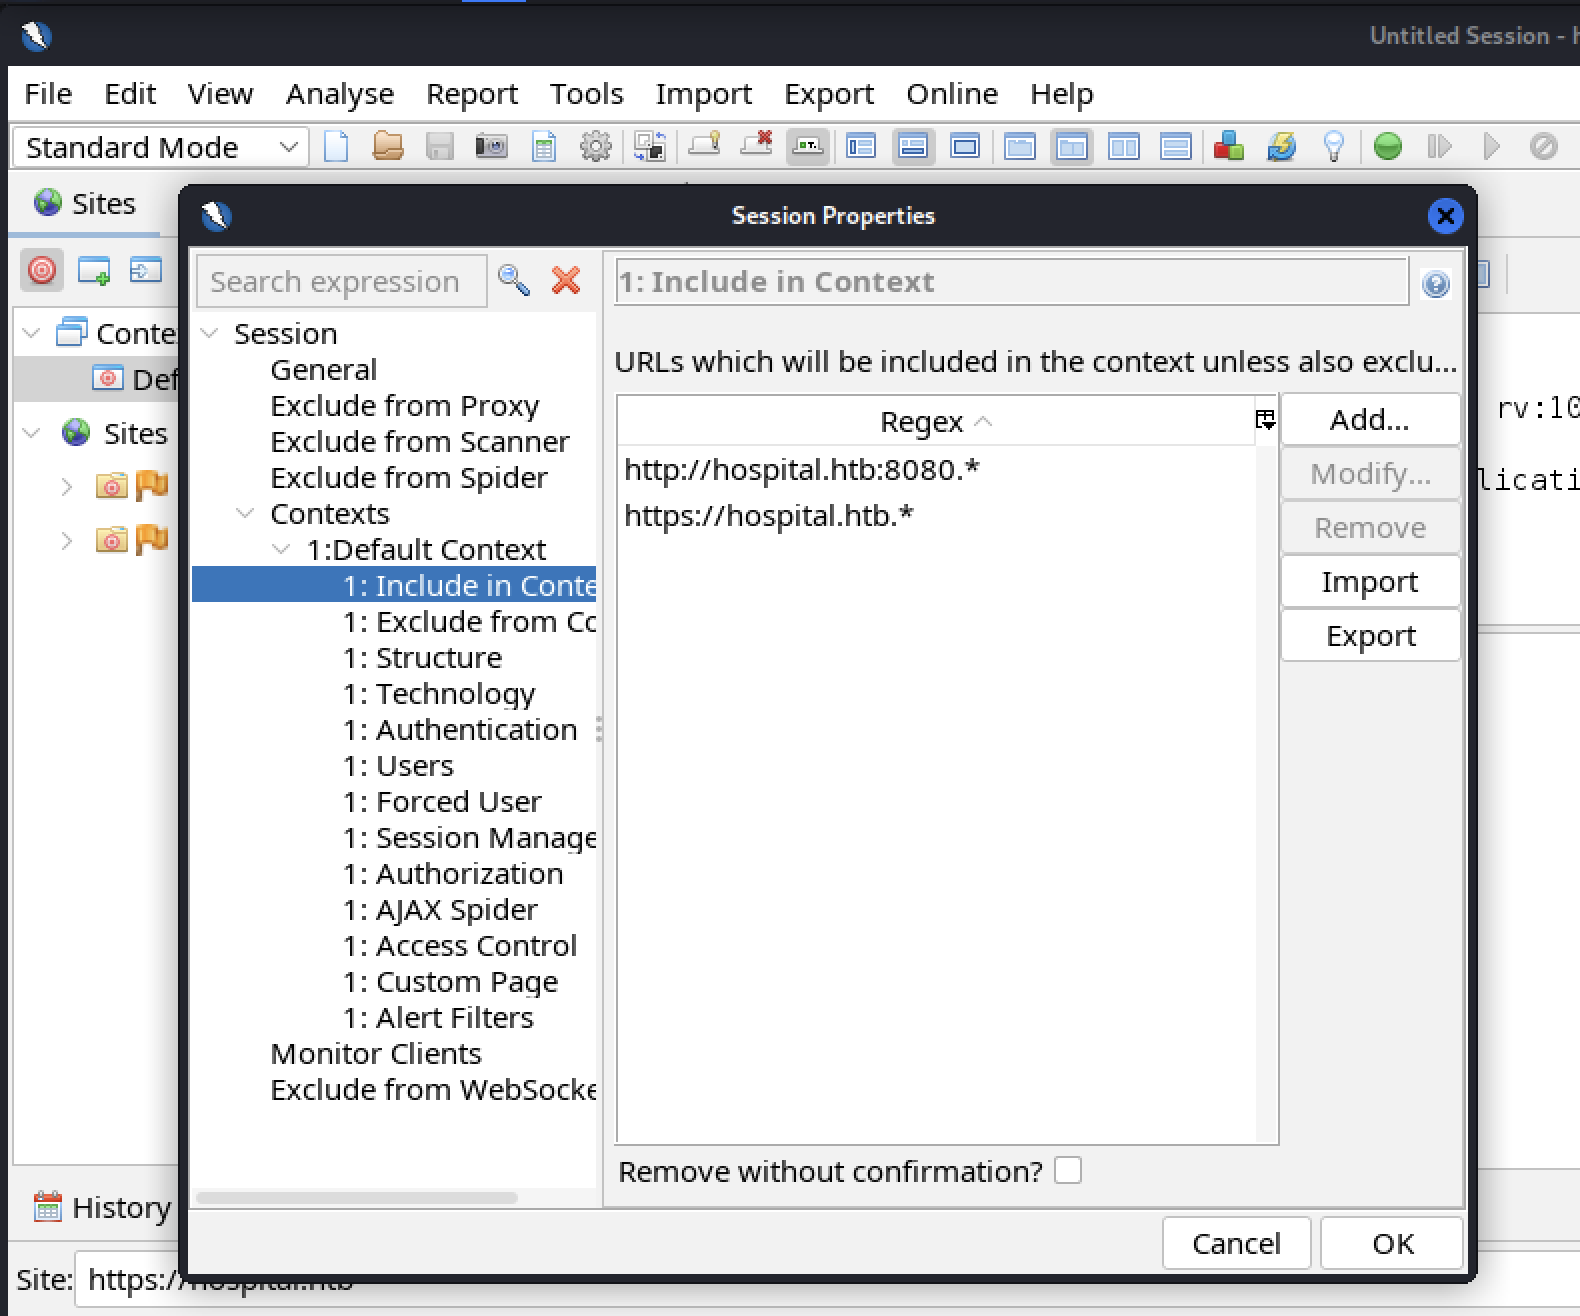 Untitled Session -
File Edit View Analyse Report Tools Import Export Online Help
Standard Mode
Sites
Session Properties
Search expression
1: Include in Context
Conte
Def
Sites
Session
General
Exclude from Proxy
Exclude from Scanner
Exclude from Spider
Contexts
1:Default Context
1: Include in Conte
1: Exclude from Co
1: Structure
1: Technology
1: Authentication
1: Users
1: Forced User
1: Session Manage
1: Authorization
1: AJAX Spider
1: Access Control
1: Custom Page
1: Alert Filters
Monitor Clients
Exclude from WebSocke
URLs which will be included in the context unless also exclu...
Regex
http://hospital.htb:8080.*
https://hospital.htb.*
Add...
Modify...
Remove
Import
Export
rv:10
licati
Remove without confirmation?
Cancel OK
History
Site: https://hospital.htb